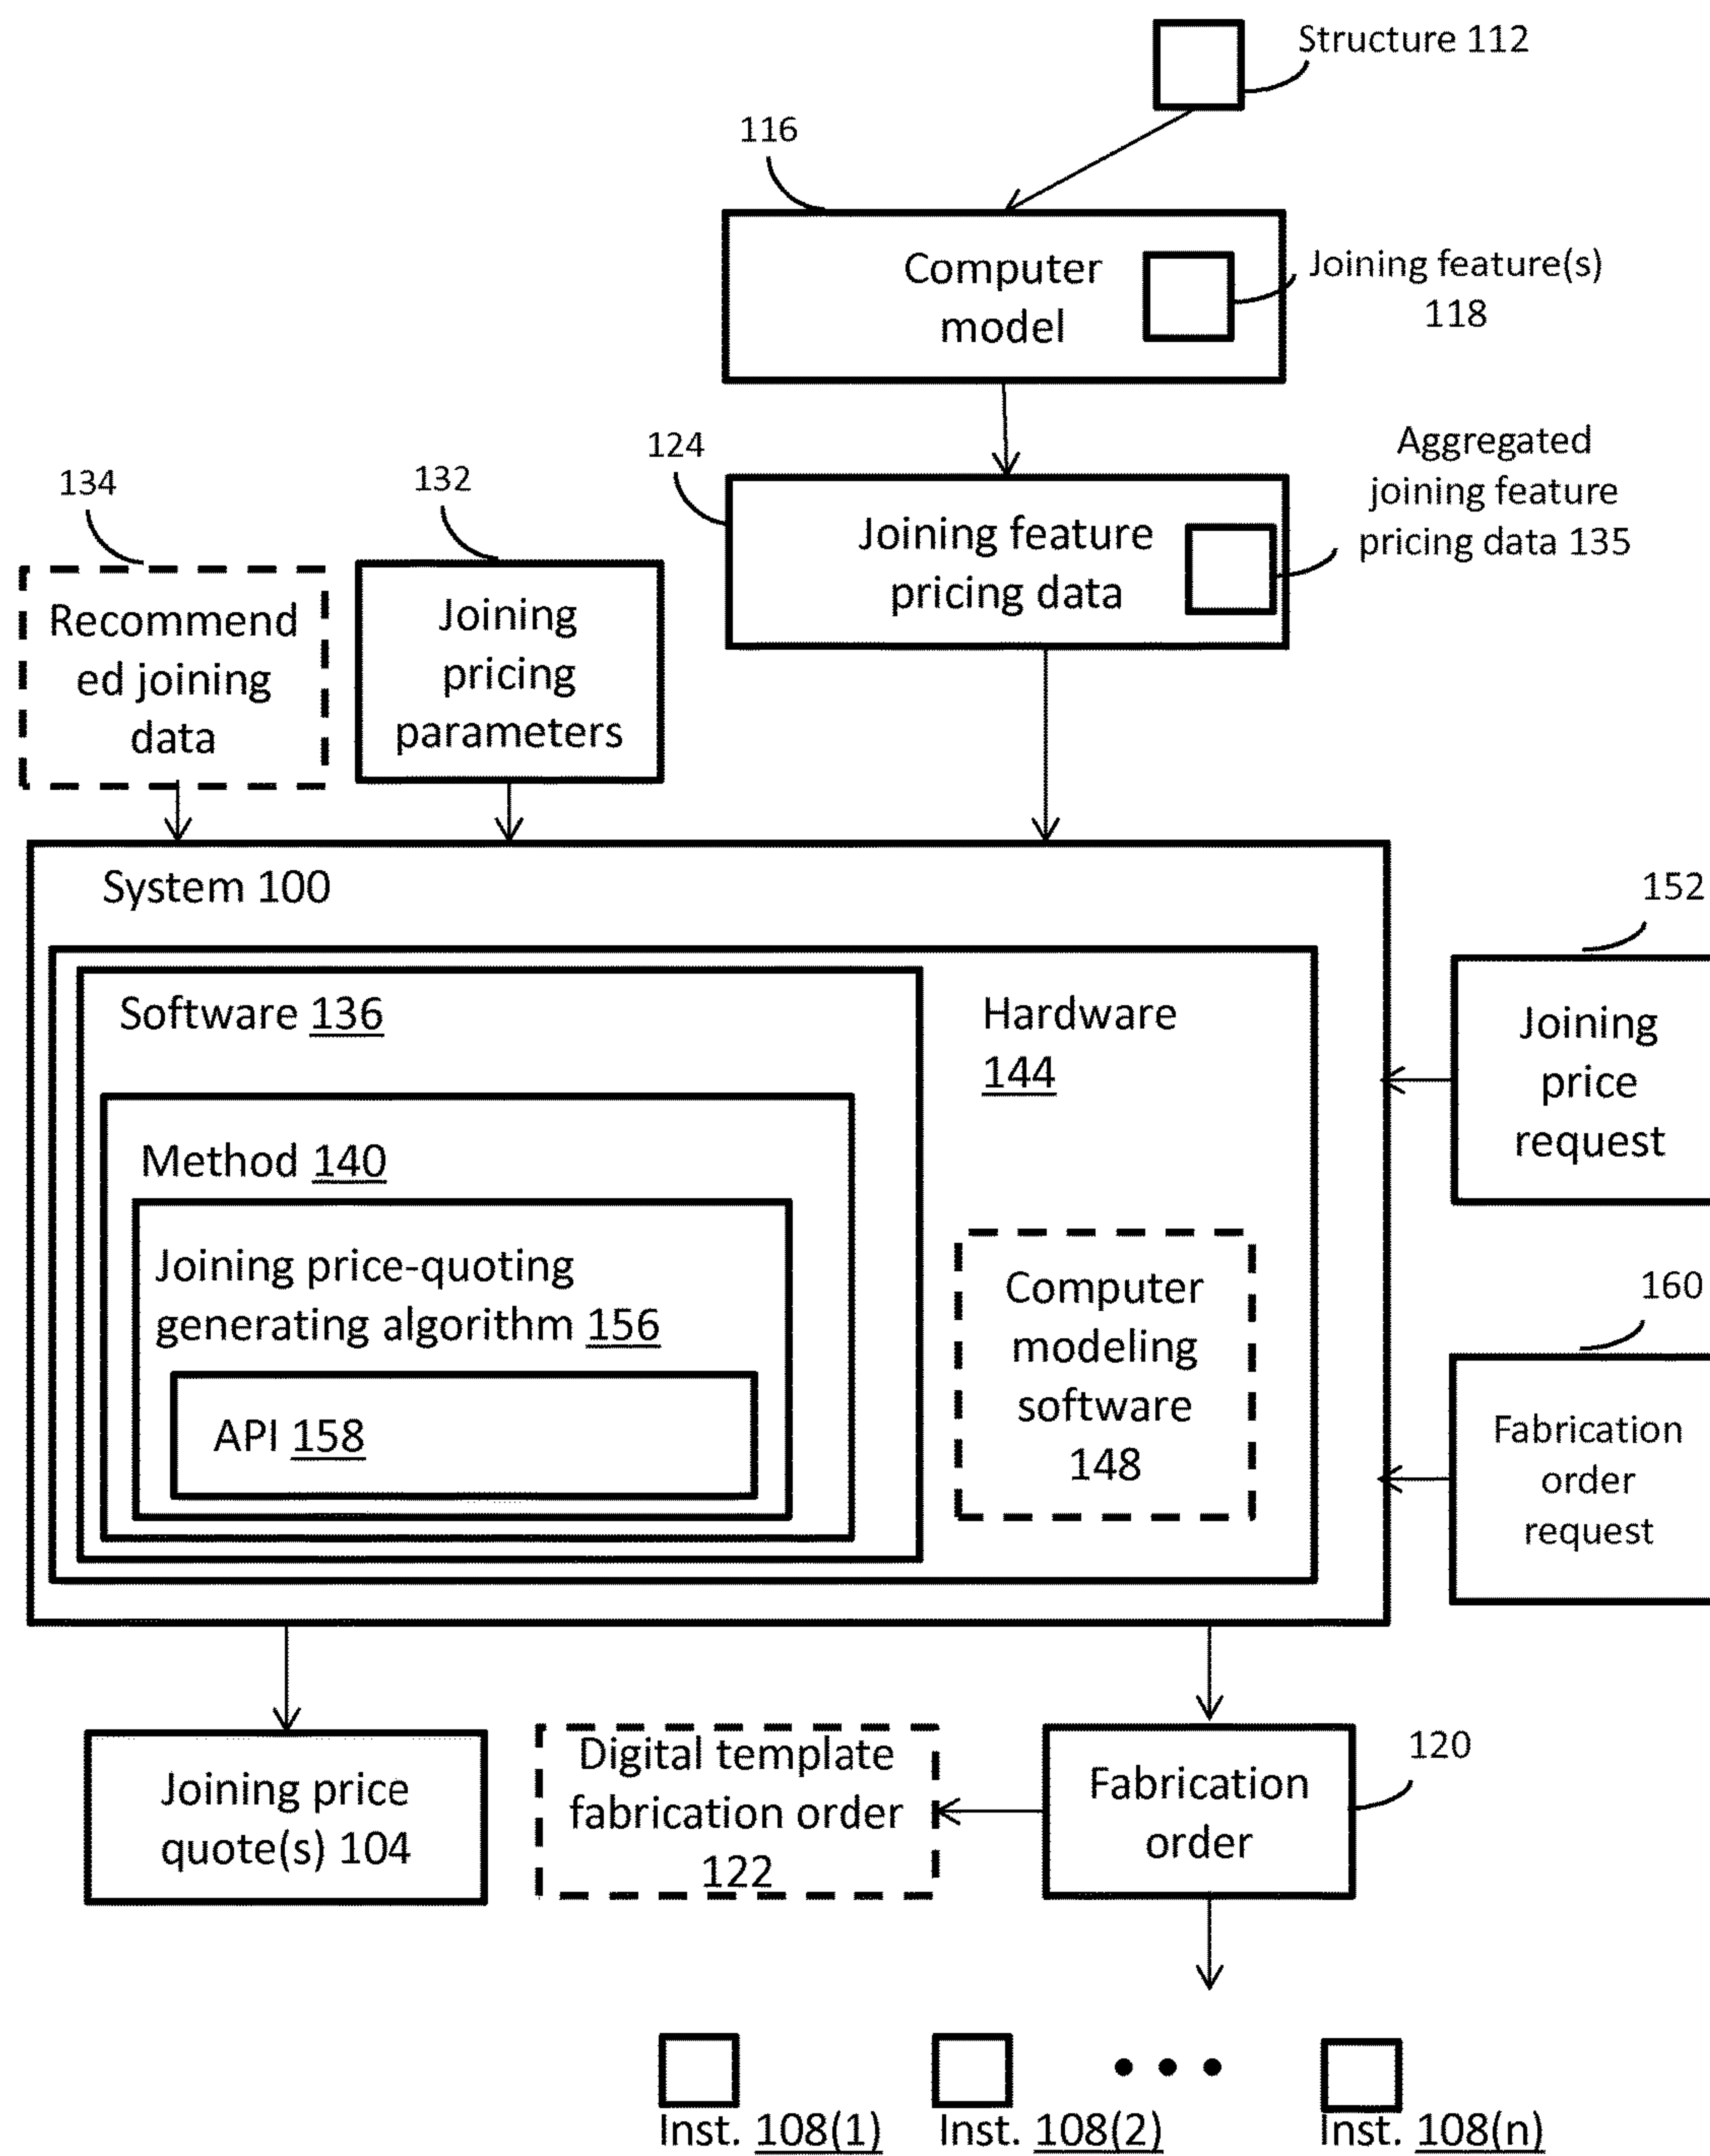 Structure 112
116
Computer
model
Joining feature(s)
118
124
Joining feature
pricing data
Aggregated
joining feature
pricing data 135
134
Recommend
ed joining
data
132
Joining
pricing
parameters
System 100
Software 136
Hardware
144
Method 140
Joining price-quoting
generating algorithm 156
API 158
Computer
modeling
software
148
152
Joining
price
request
160
Fabrication
order
request
Joining price
quote(s) 104
Digital template
fabrication order
122
Fabrication
order
120
Inst. 108(1)
Inst. 108(2)
Inst. 108(n)